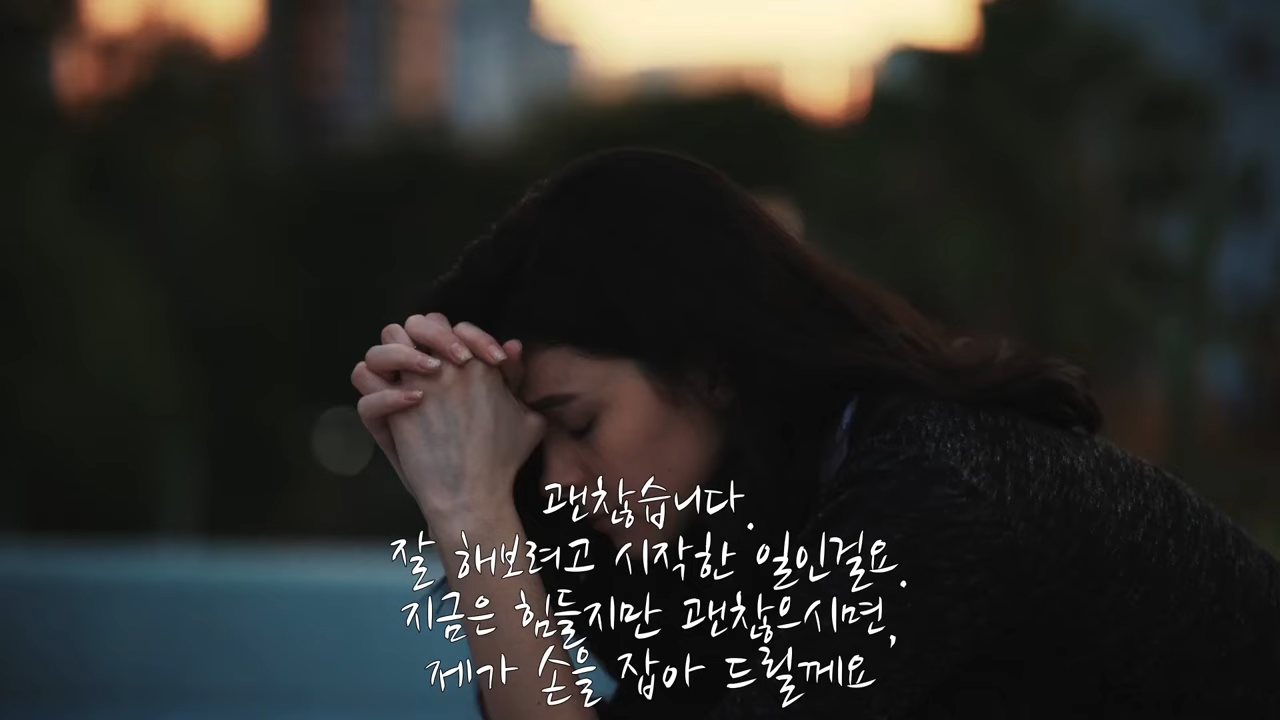 괜찮습니다.
잘 해보려고 시작한 일인걸요.
지금은 힘들지만 괜찮으시면,
제가 손을 잡아 드릴께요